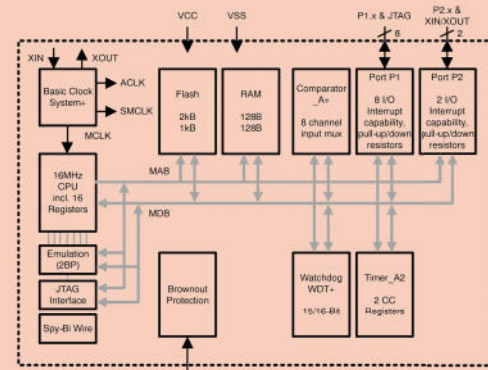 P1.x & JTAG
P2.x &
XIN/XOUT
VCC
VSS
8
2
XIN
XOUT
Basic Clock
System+
ACLK
SMCLK
MCLK
Flash
2kB
1kB
RAM
128B
128B
Comparator
_A+
8 channel
input mux
Port P1
8 I/O
Interrupt
capability,
pull-up/down
resistors
Port P2
2 I/O
Interrupt
capability,
pull-up/down
resistors
16MHz
CPU
incl. 16
Registers
MAB
MDB
Emulation
(2BP)
JTAG
Interface
Spy-Bi Wire
Brownout
Protection
Watchdog
WDT+
15/16-Bit
Timer_A2
2 CC
Registers